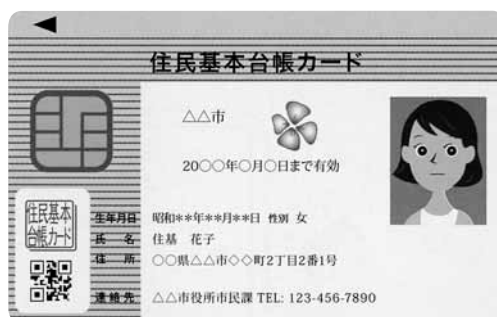 住民基本台帳カード
△△市
20○○年○月○日まで有効
住民基本
台帳カード
生年月日 昭和**年**月**日 性別 女
氏 名 住基 花子
住 所 ○○県△△市◇◇町2丁目2番1号
連絡先 △△市役所市民課 TEL: 123-456-7890